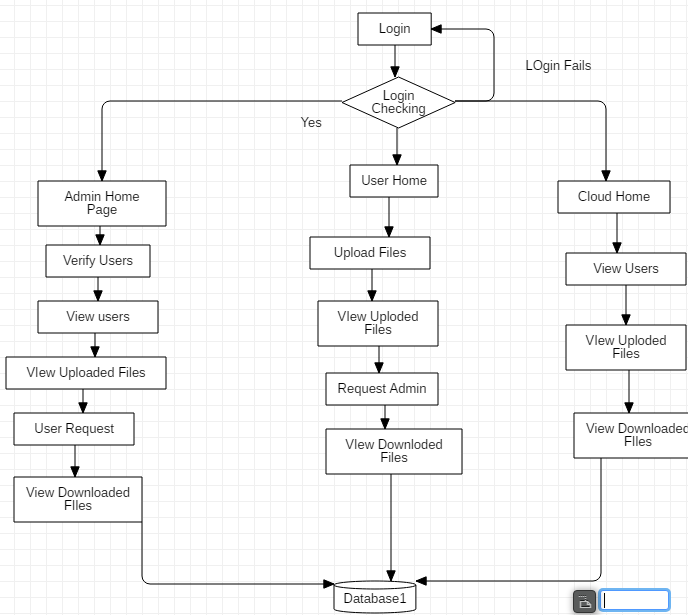 Login
LOgin Fails
Login
Checking
Yes
Admin Home
Page
Verify Users
View users
VIew Uploaded Files
User Request
View Downloaded
FIles
User Home
Upload Files
VIew Uploded
Files
Request Admin
VIew Downloded
Files
Cloud Home
View Users
VIew Uploded
Files
View Downloaded
FIles
Database1